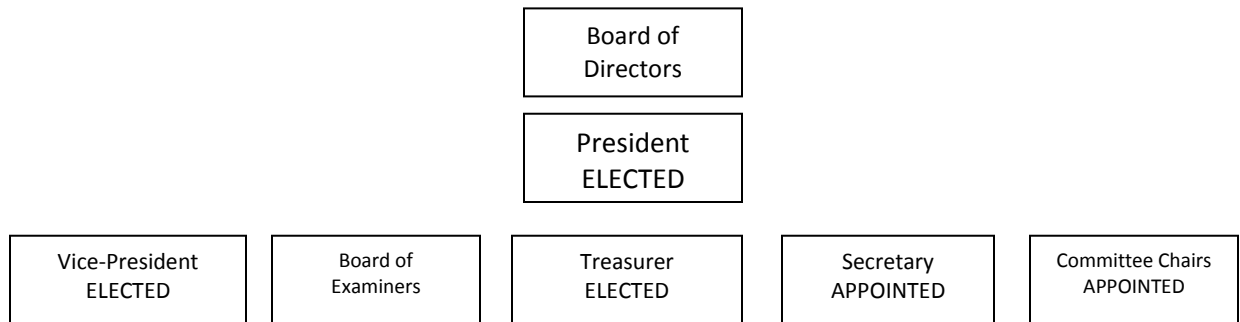 Board of
Directors
President
ELECTED
Vice-President
ELECTED
Board of
Examiners
Treasurer
ELECTED
Secretary
APPOINTED
Committee Chairs
APPOINTED